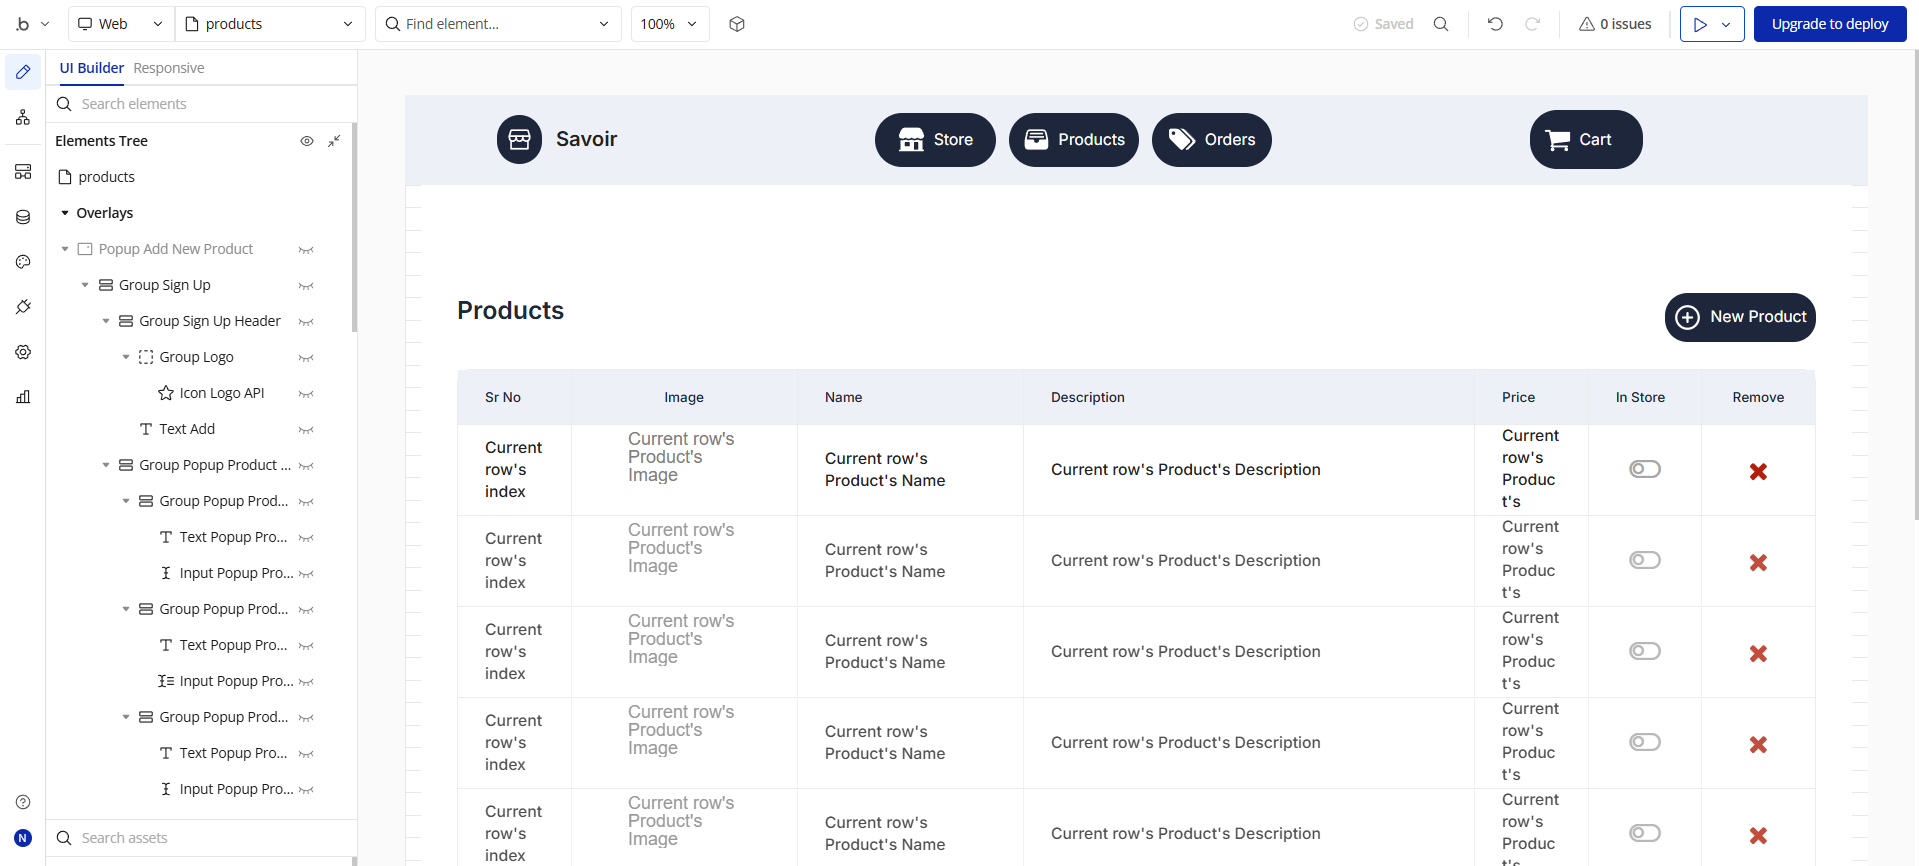 .b
Web
products
Find element...
100%
Saved
0 issues
Upgrade to deploy
UI Builder
Responsive
Search elements
Elements Tree
products
Overlays
Popup Add New Product
Group Sign Up
Group Sign Up Header
Group Logo
Icon Logo API
Text Add
Group Popup Product ...
Group Popup Prod...
Text Popup Pro...
Input Popup Pro...
Group Popup Prod...
Text Popup Pro...
Input Popup Pro...
Group Popup Prod...
Text Popup Pro...
Input Popup Pro...
Search assets
N
Savoir
Store
Products
Orders
Cart
Products
New Product
Sr No
Image
Name
Description
Price
In Store
Remove
Current
row's
index
Current row's
Product's
Image
Current row's
Product's Name
Current row's Product's Description
Current
row's
Produc
t's
Current
row's
index
Current row's
Product's
Image
Current row's
Product's Name
Current row's Product's Description
Current
row's
Produc
t's
Current
row's
index
Current row's
Product's
Image
Current row's
Product's Name
Current row's Product's Description
Current
row's
Produc
t's
Current
row's
index
Current row's
Product's
Image
Current row's
Product's Name
Current row's Product's Description
Current
row's
Produc
t's
Current
row's
index
Current row's
Product's
Image
Current row's
Product's Name
Current row's Product's Description
Current
row's
Produc
t's